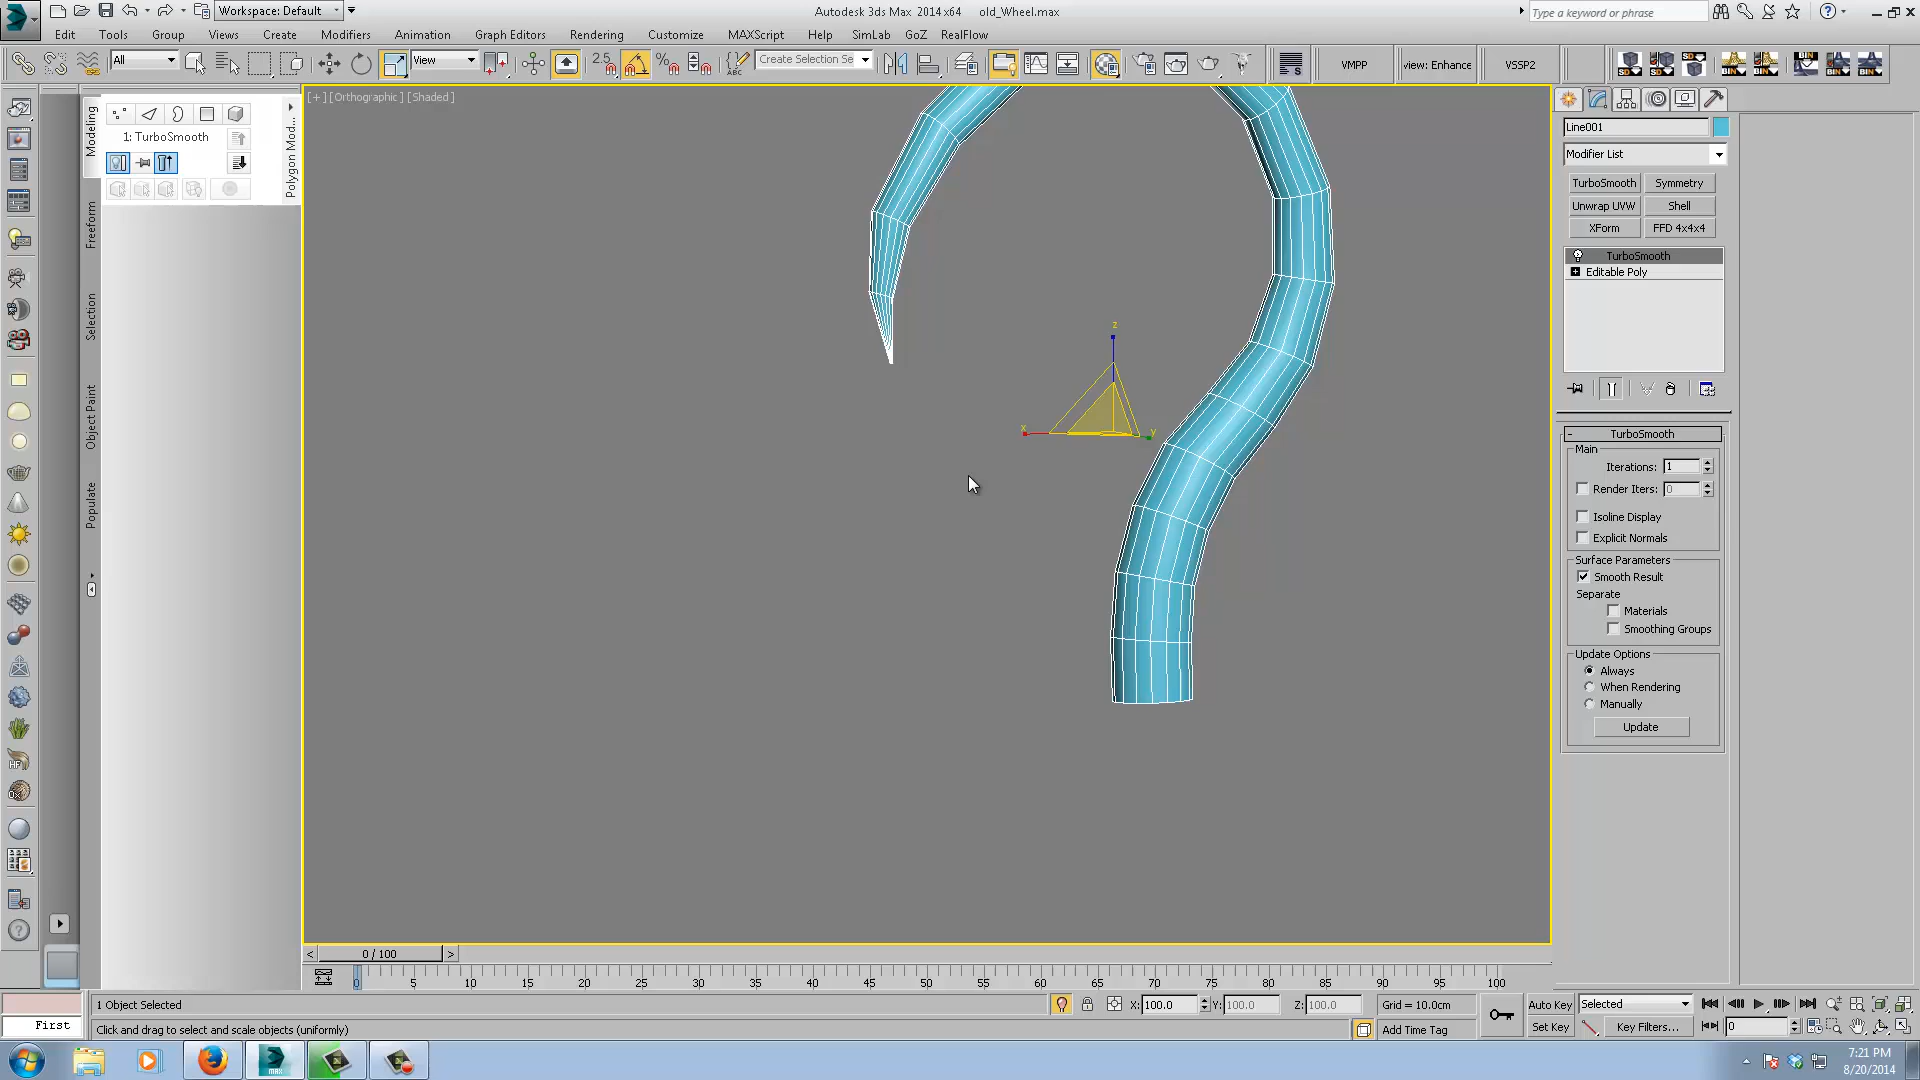 Workspace: Default
Autodesk 3ds Max 2014 x64 old_Wheel.max
Type a keyword or phrase
Edit Tools Group Views Create Modifiers Animation Graph Editors Rendering Customize MAXScript Help SimLab GoZ RealFlow
All
View
2.5
Create Selection Se
VMPP
view: Enhance
VSSP2
Modeling
Freeform
Selection
Object Paint
Populate
1: TurboSmooth
Polygon Mod...
[+] [Orthographic] [Shaded]
z
x
y
Line001
Modifier List
TurboSmooth Symmetry
Unwrap UVW Shell
XForm FFD 4x4x4
TurboSmooth
Editable Poly
- TurboSmooth
Main
Iterations: 1
Render Iters: 0
Isoline Display
Explicit Normals
Surface Parameters
Smooth Result
Separate
Materials
Smoothing Groups
Update Options
Always
When Rendering
Manually
Update
< 0 / 100 >
0 5 10 15 20 25 30 35 40 45 50 55 60 65 70 75 80 85 90 95 100
1 Object Selected
X: 100.0 Y: 100.0 Z: 100.0 Grid = 10.0cm
Auto Key Selected
First
Click and drag to select and scale objects (uniformly)
Add Time Tag
Set Key Key Filters... 0
7:21 PM
8/20/2014